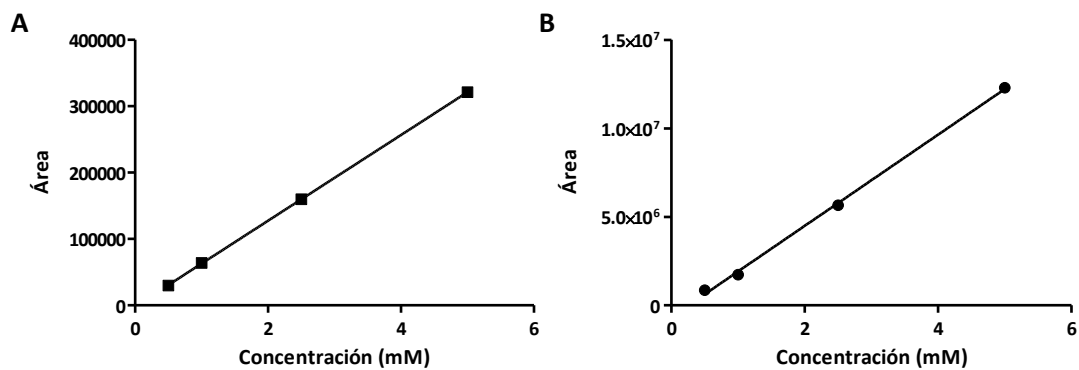 A
400000
300000
200000
100000
0
Área
0 2 4 6
Concentración (mM)
B
1.5×10⁷
1.0×10⁷
5.0×10⁶
0
Área
0 2 4 6
Concentración (mM)